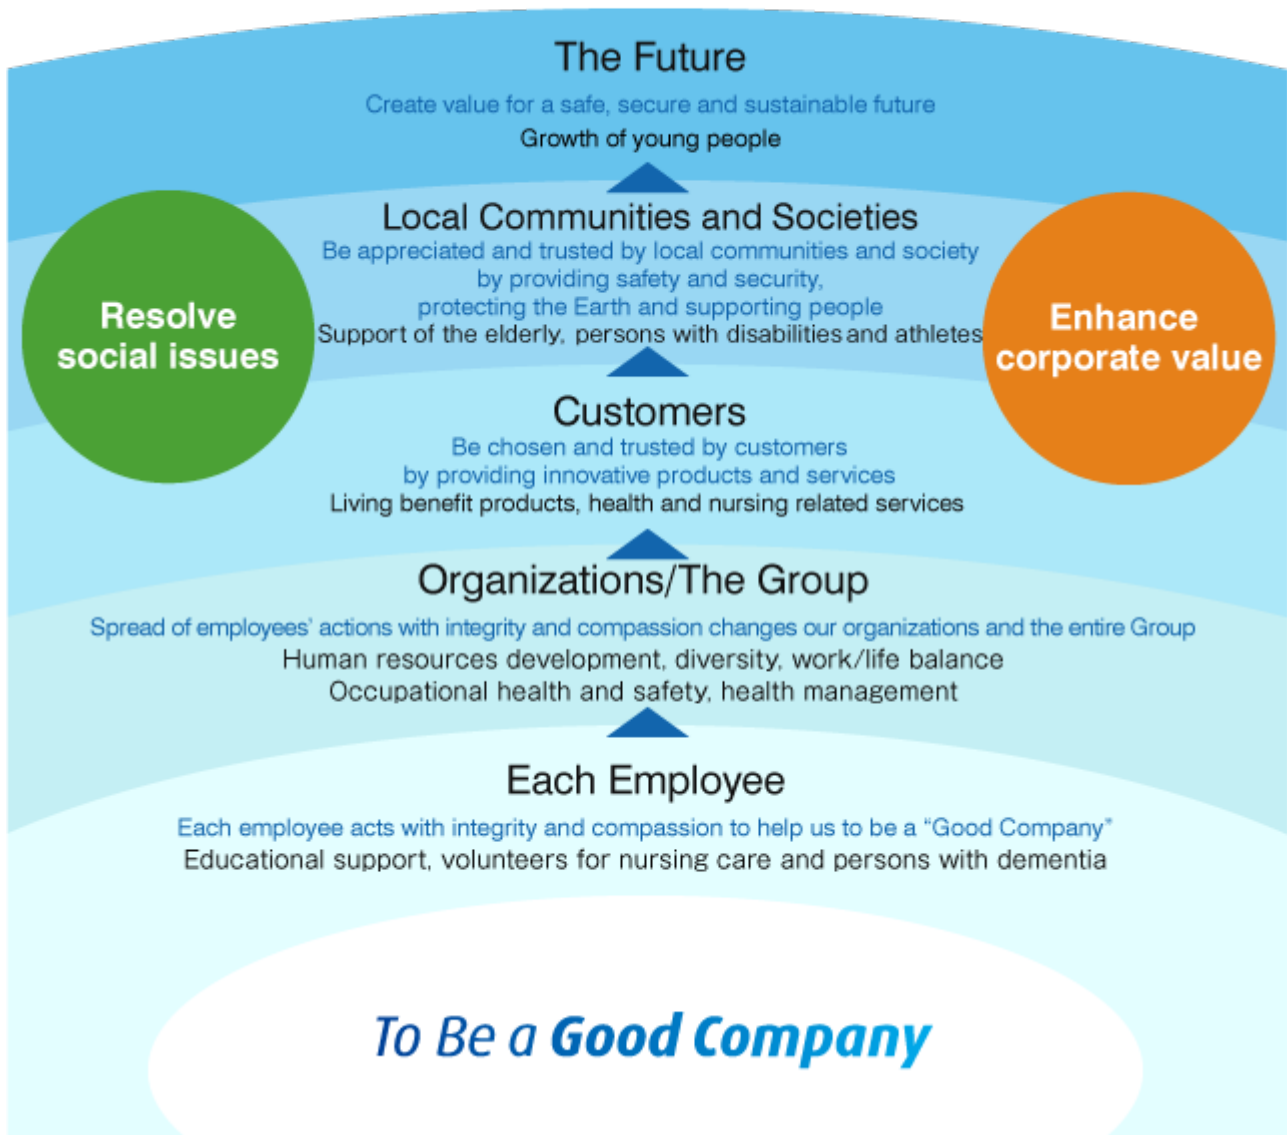 The Future
Create value for a safe, secure and sustainable future
Growth of young people
Local Communities and Societies
Be appreciated and trusted by local communities and society
by providing safety and security,
protecting the Earth and supporting people
Support of the elderly, persons with disabilities and athletes
Resolve
social issues
Enhance
corporate value
Customers
Be chosen and trusted by customers
by providing innovative products and services
Living benefit products, health and nursing related services
Organizations/The Group
Spread of employees’ actions with integrity and compassion changes our organizations and the entire Group
Human resources development, diversity, work/life balance
Occupational health and safety, health management
Each Employee
Each employee acts with integrity and compassion to help us to be a “Good Company”
Educational support, volunteers for nursing care and persons with dementia
To Be a Good Company